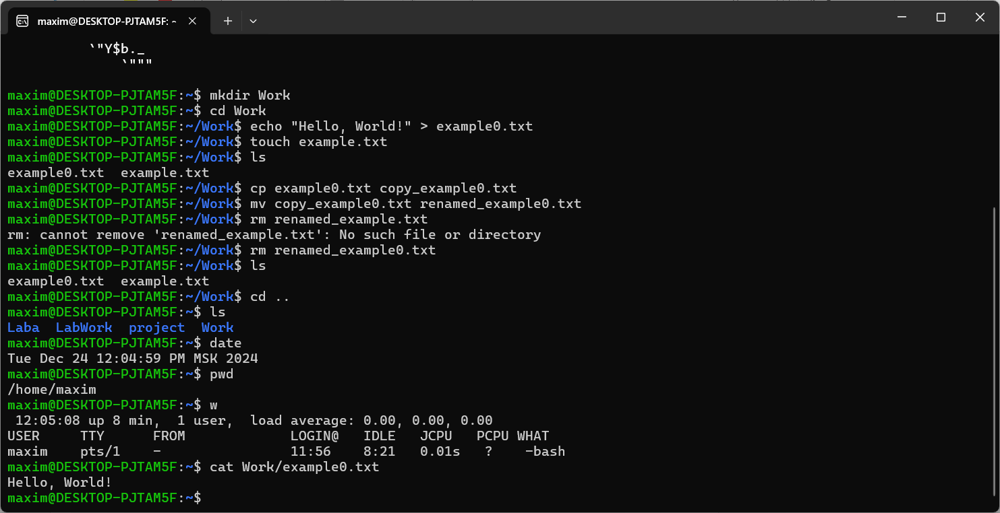 maxim@DESKTOP-PJTAM5F: ~
`"Y$b._
`"""
maxim@DESKTOP-PJTAM5F:~$ mkdir Work
maxim@DESKTOP-PJTAM5F:~$ cd Work
maxim@DESKTOP-PJTAM5F:~/Work$ echo "Hello, World!" > example0.txt
maxim@DESKTOP-PJTAM5F:~/Work$ touch example.txt
maxim@DESKTOP-PJTAM5F:~/Work$ ls
example0.txt  example.txt
maxim@DESKTOP-PJTAM5F:~/Work$ cp example0.txt copy_example0.txt
maxim@DESKTOP-PJTAM5F:~/Work$ mv copy_example0.txt renamed_example0.txt
maxim@DESKTOP-PJTAM5F:~/Work$ rm renamed_example.txt
rm: cannot remove 'renamed_example.txt': No such file or directory
maxim@DESKTOP-PJTAM5F:~/Work$ rm renamed_example0.txt
maxim@DESKTOP-PJTAM5F:~/Work$ ls
example0.txt  example.txt
maxim@DESKTOP-PJTAM5F:~/Work$ cd ..
maxim@DESKTOP-PJTAM5F:~$ ls
Laba  LabWork  project  Work
maxim@DESKTOP-PJTAM5F:~$ date
Tue Dec 24 12:04:59 PM MSK 2024
maxim@DESKTOP-PJTAM5F:~$ pwd
/home/maxim
maxim@DESKTOP-PJTAM5F:~$ w
 12:05:08 up 8 min,  1 user,  load average: 0.00, 0.00, 0.00
USER     TTY      FROM             LOGIN@   IDLE   JCPU   PCPU WHAT
maxim    pts/1    -                11:56    8:21   0.01s   ?    -bash
maxim@DESKTOP-PJTAM5F:~$ cat Work/example0.txt
Hello, World!
maxim@DESKTOP-PJTAM5F:~$